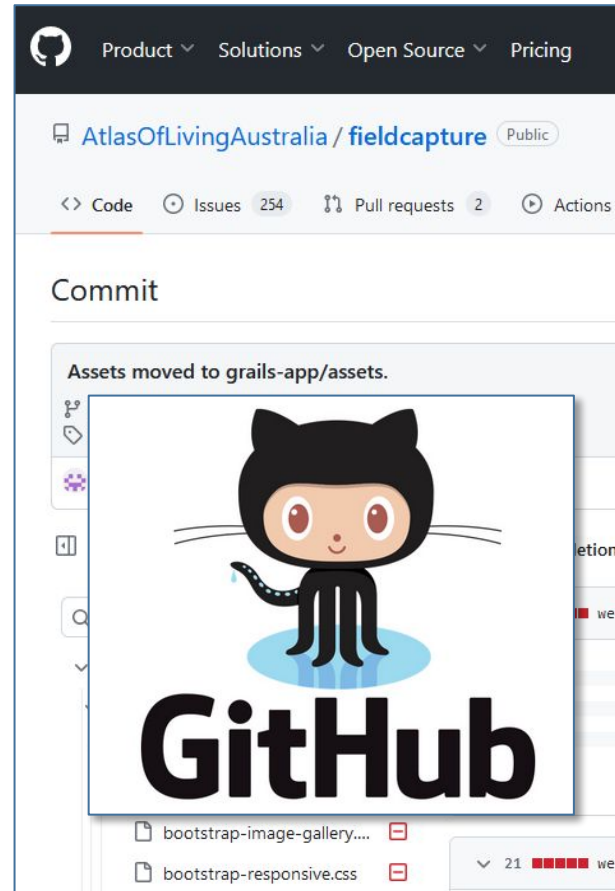 Product Solutions Open Source Pricing
AtlasOfLivingAustralia / fieldcapture Public
<> Code Issues 254 Pull requests 2 Actions
Commit
Assets moved to grails-app/assets.
GitHub
bootstrap-image-gallery....
bootstrap-responsive.css
21